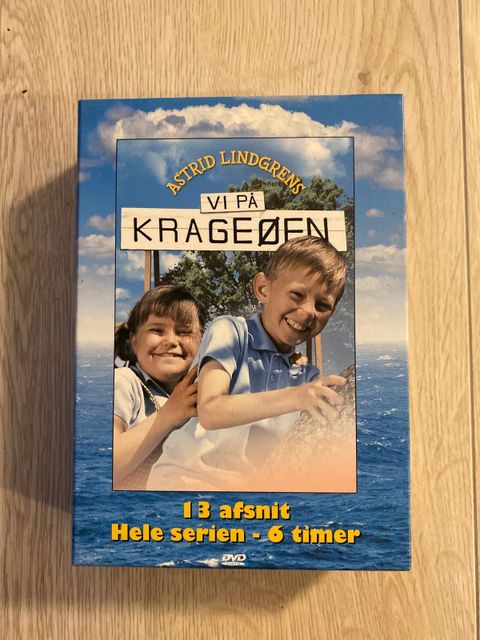 ASTRID LINDGRENS
VI PÅ
KRAGEØEN
13 afsnit
Hele serien - 6 timer
DVD